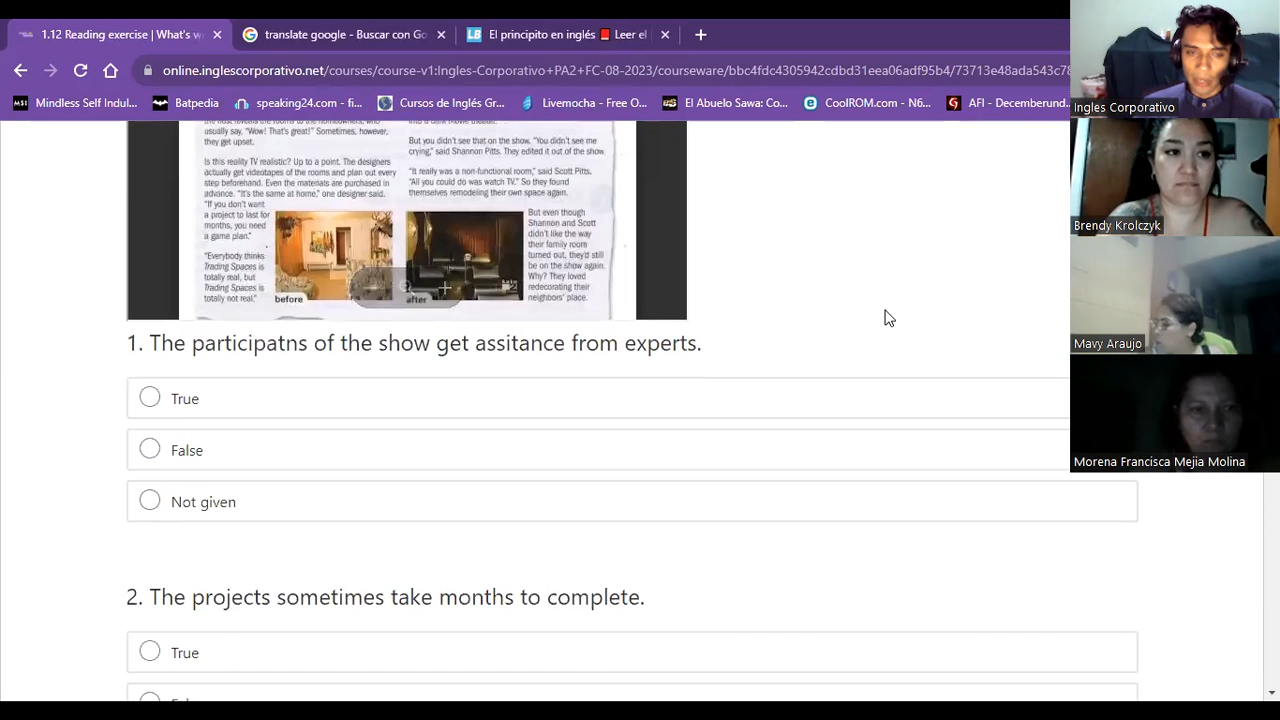 1.12 Reading exercise | What's w
translate google - Buscar con Go
El principito en inglés 📕 Leer el
online.inglescorporativo.net/courses/course-v1:Ingles-Corporativo+PA2+FC-08-2023/courseware/bbc4fdc4305942cdbd31eea06adf95b4/73713e48ada543c78
Mindless Self Indul...
Batpedia
speaking24.com - fi...
Cursos de Inglés Gr...
Livemocha - Free O...
El Abuelo Sawa: Co...
CoolROM.com - N6...
AFI - Decemberund...
usually say, "Wow! That's great!" Sometimes, however,
they get upset.
Is this reality TV realistic? Up to a point. The designers
actually get videotapes of the rooms and plan out every
step beforehand. Even the materials are purchased in
advance. "It's the same at home," one designer said.
"If you don't want
a project to last for
months, you need
a game plan."
"Everybody thinks
Trading Spaces is
totally real, but
Trading Spaces is
totally not real."
before
after
But you didn't see that on the show. "You didn't see me
crying," said Shannon Pitts. They edited it out of the show.
"It really was a non-functional room," said Scott Pitts.
"All you could do was watch TV." So they found
themselves remodeling their own space again.
But even though
Shannon and Scott
didn't like the way
their family room
turned out, they'd still
be on the show again.
Why? They loved
redecorating their
neighbors' place.
1. The participatns of the show get assitance from experts.
True
False
Not given
2. The projects sometimes take months to complete.
True
Ingles Corporativo
Brendy Krolczyk
Mavy Araujo
Morena Francisca Mejia Molina